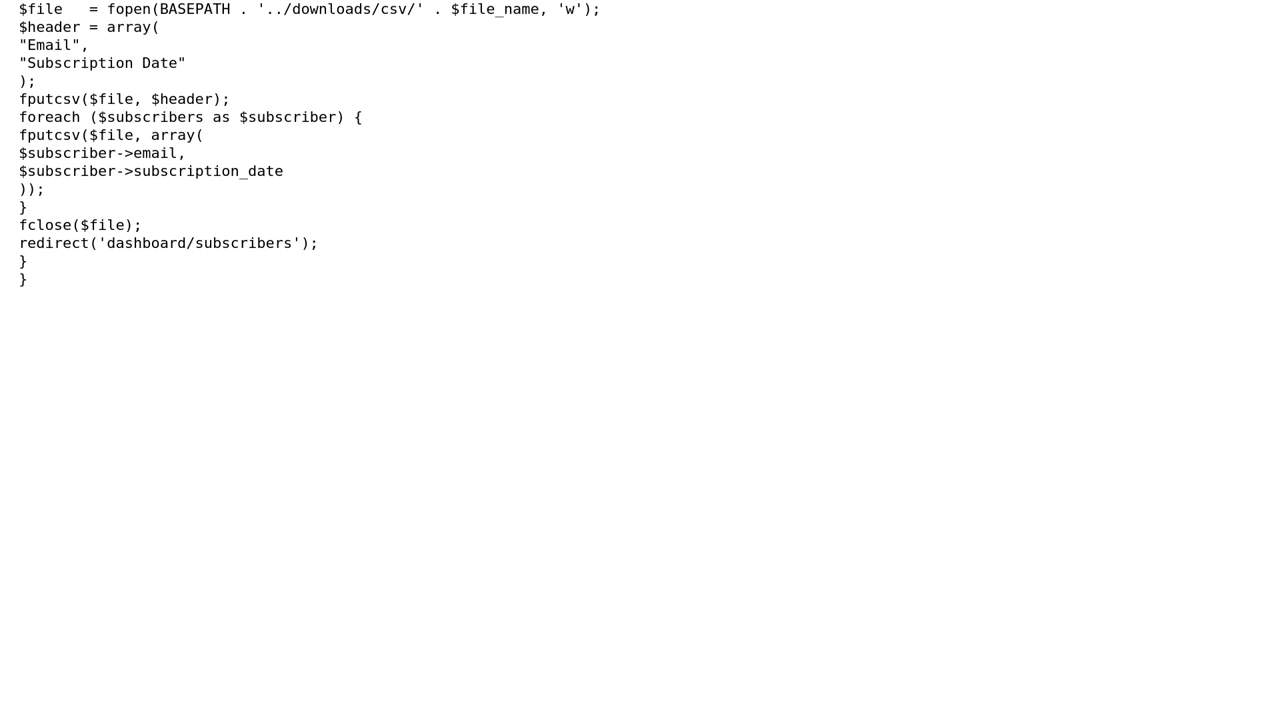 $file   = fopen(BASEPATH . '../downloads/csv/' . $file_name, 'w');
$header = array(
"Email",
"Subscription Date"
);
fputcsv($file, $header);
foreach ($subscribers as $subscriber) {
fputcsv($file, array(
$subscriber->email,
$subscriber->subscription_date
));
}
fclose($file);
redirect('dashboard/subscribers');
}
}